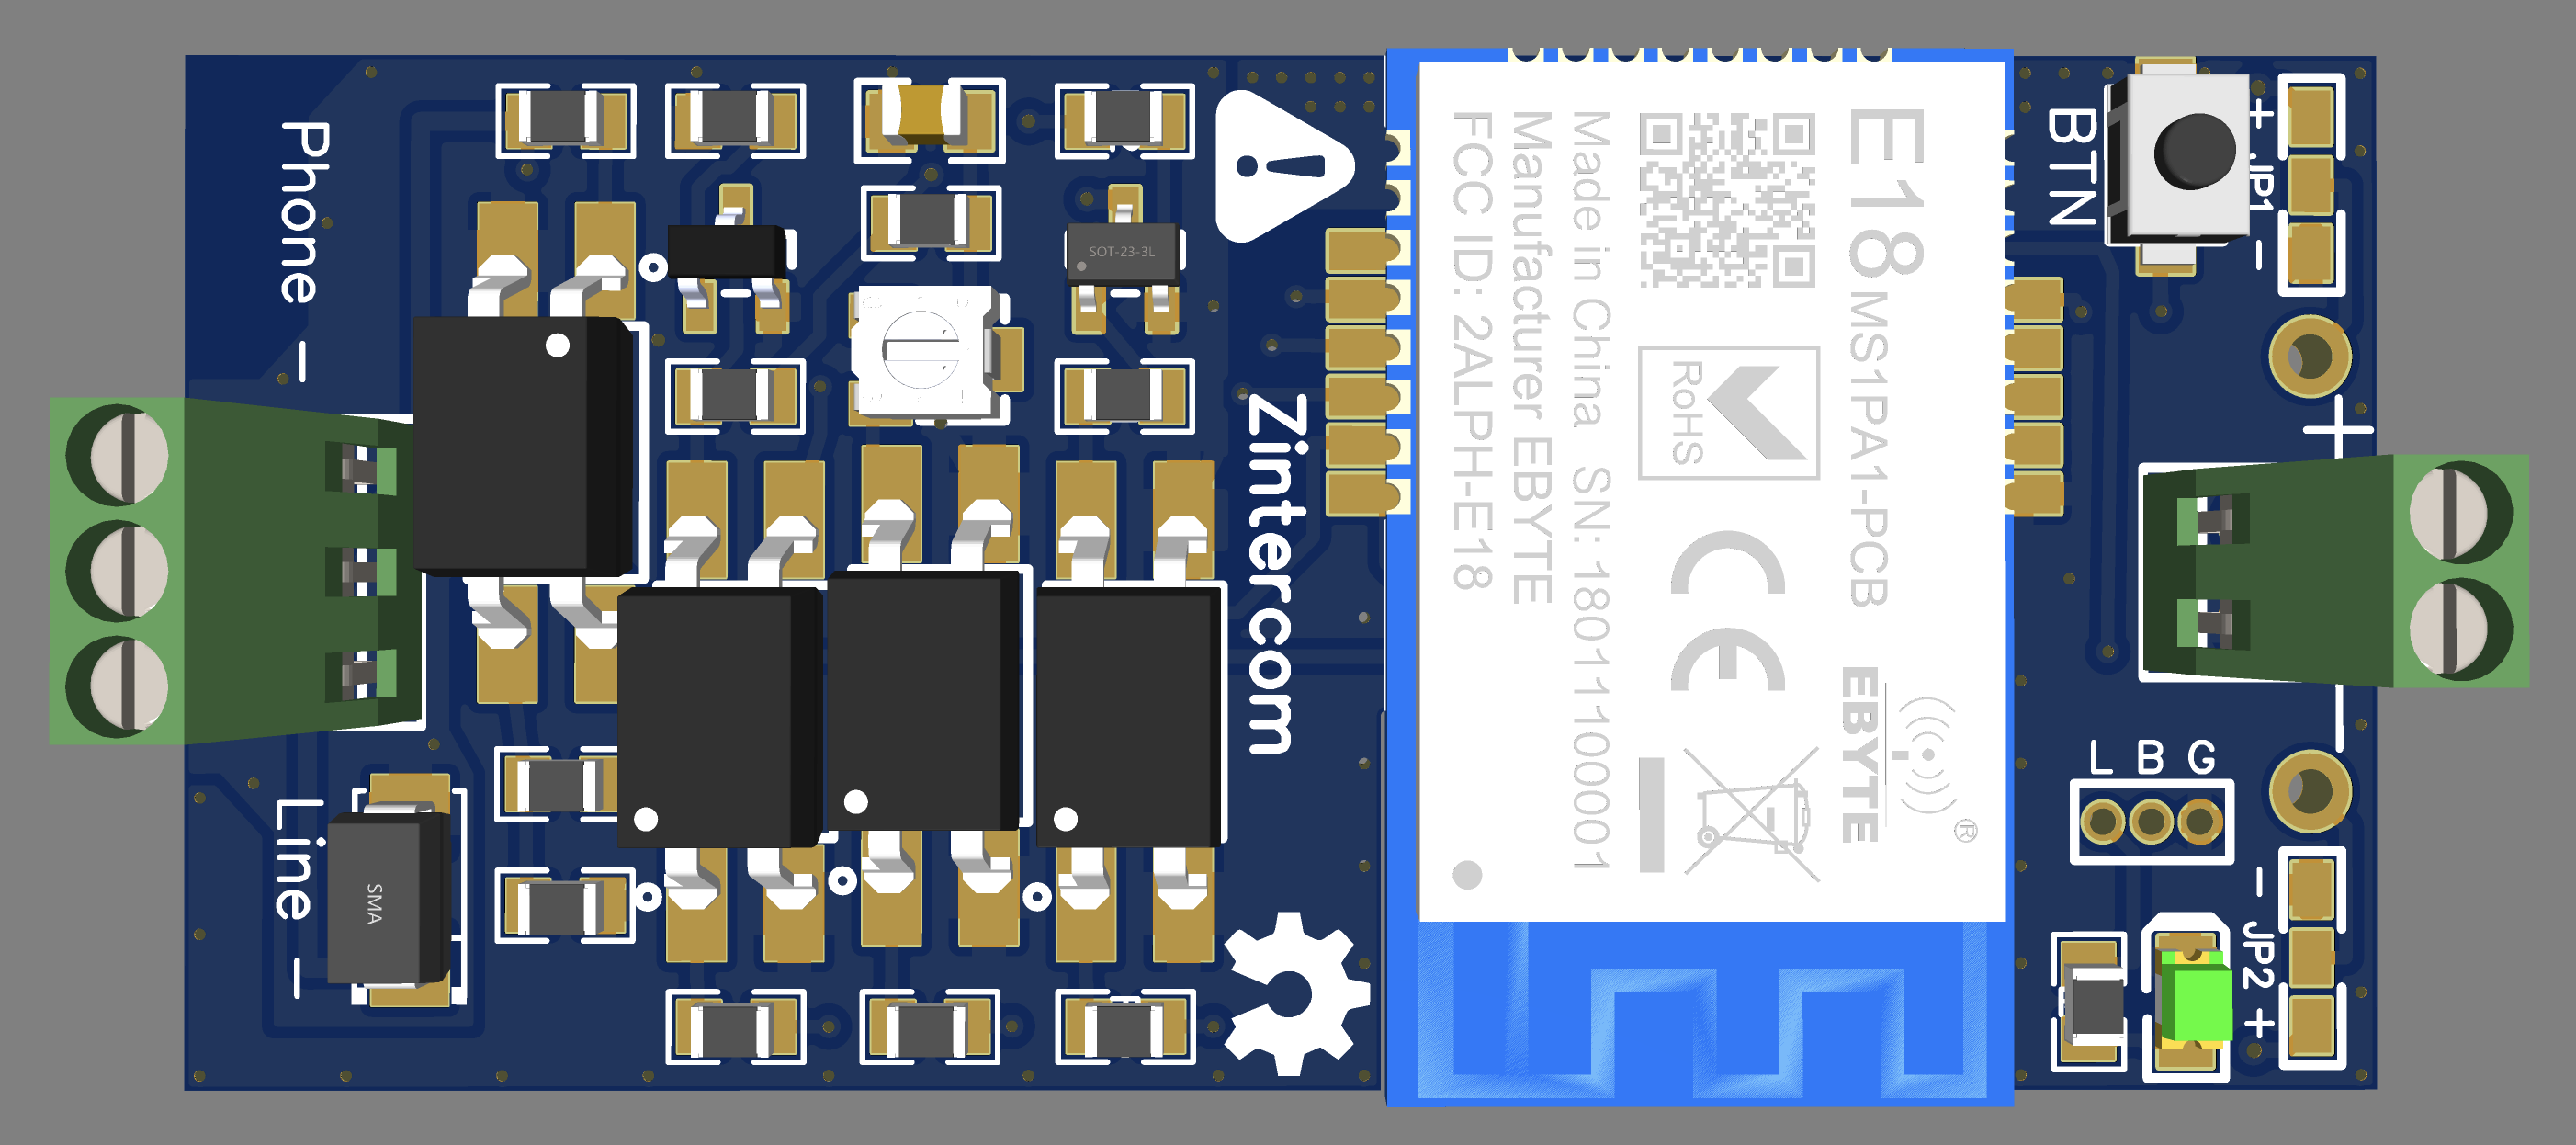 Phone –
Line –
SMA
SOT-23-3L
Zintercom
E18 MS1PA1-PCB
Made in China SN: 1801110000001
Manufacturer EBYTE
FCC ID: 2ALPH-E18
RoHS
CE
EBYTE
®
BTN
+ JP1 –
+
–
L B G
– JP2 +